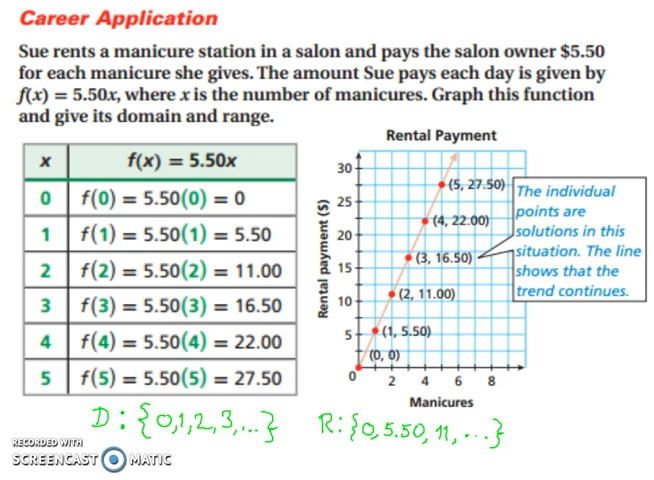 Career Application
Sue rents a manicure station in a salon and pays the salon owner $5.50
for each manicure she gives. The amount Sue pays each day is given by
f(x) = 5.50x, where x is the number of manicures. Graph this function
and give its domain and range.
x f(x) = 5.50x
0 f(0) = 5.50(0) = 0
1 f(1) = 5.50(1) = 5.50
2 f(2) = 5.50(2) = 11.00
3 f(3) = 5.50(3) = 16.50
4 f(4) = 5.50(4) = 22.00
5 f(5) = 5.50(5) = 27.50
Rental Payment
Rental payment ($)
30
25
20
15
10
5
0
2 4 6 8
Manicures
(5, 27.50)
(4, 22.00)
(3, 16.50)
(2, 11.00)
(1, 5.50)
(0, 0)
The individual
points are
solutions in this
situation. The line
shows that the
trend continues.
D: {0,1,2,3,...}
R: {0,5.50,11,...}
RECORDED WITH
SCREENCAST MATIC